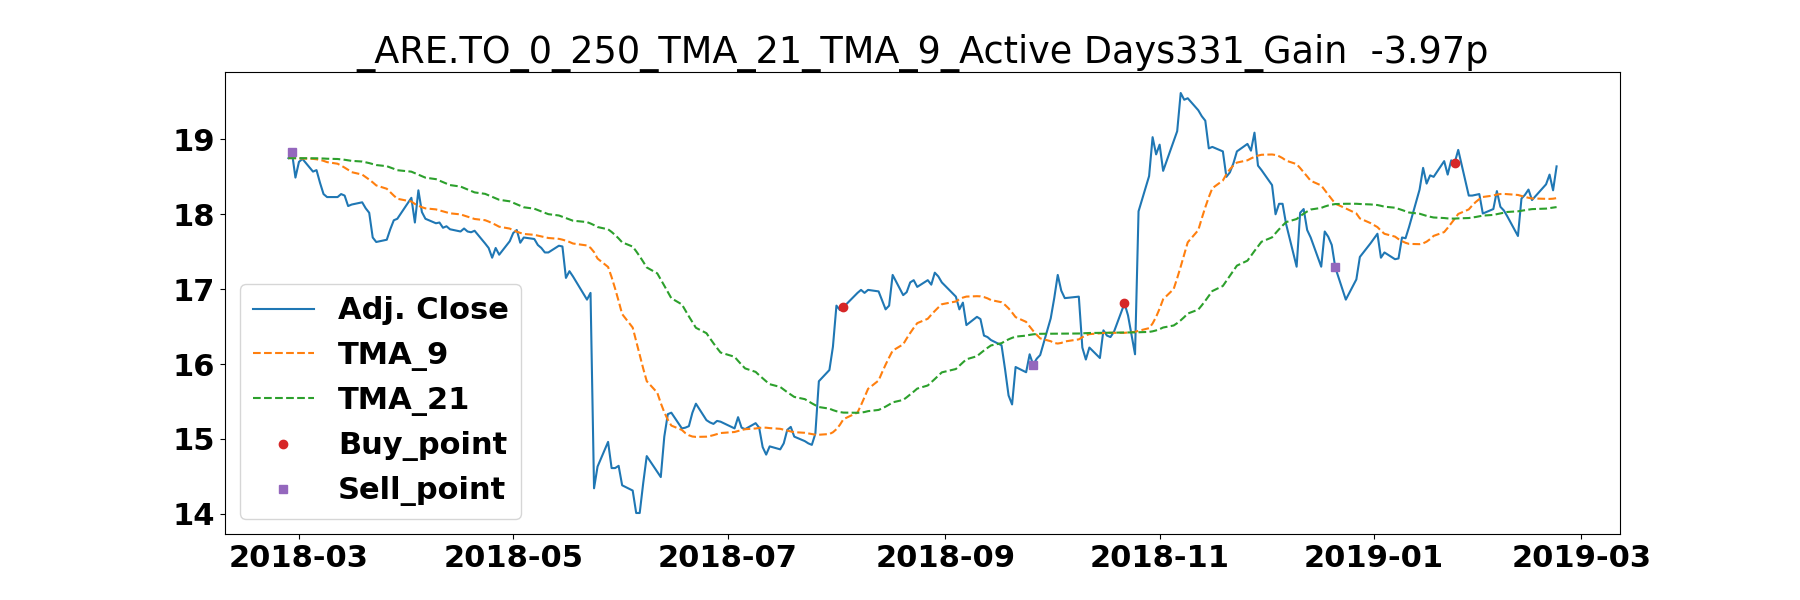 _ARE.TO_0_250_TMA_21_TMA_9_Active Days331_Gain  -3.97p
19
18
17
16
15
14
Adj. Close
TMA_9
TMA_21
Buy_point
Sell_point
2018-03 2018-05 2018-07 2018-09 2018-11 2019-01 2019-03